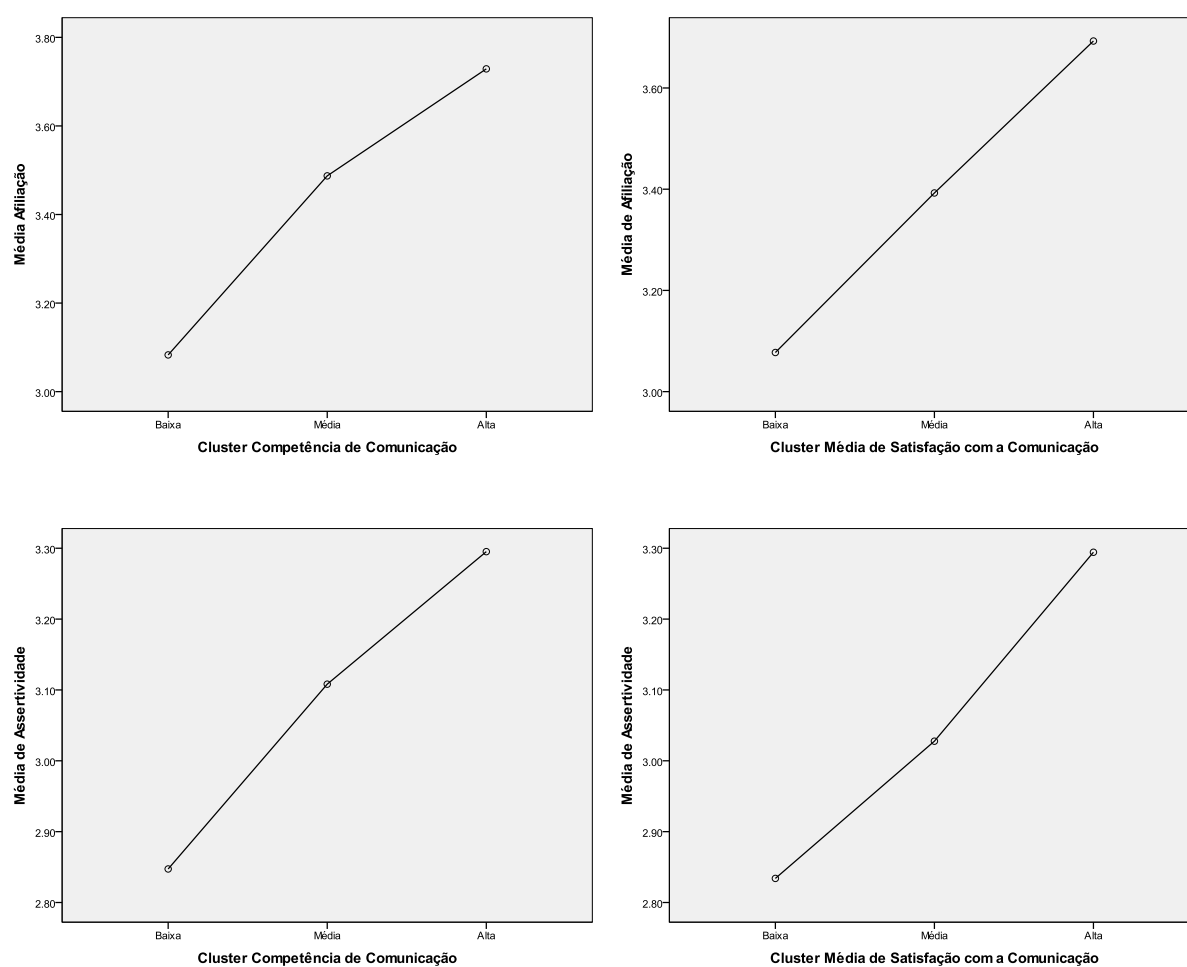 3.80
3.60
3.40
3.20
3.00
Média Afiliação
Baixa
Média
Alta
Cluster Competência de Comunicação
3.60
3.40
3.20
3.00
Média de Afiliação
Baixa
Média
Alta
Cluster Média de Satisfação com a Comunicação
3.30
3.20
3.10
3.00
2.90
2.80
Média de Assertividade
Baixa
Média
Alta
Cluster Competência de Comunicação
3.30
3.20
3.10
3.00
2.90
2.80
Média de Assertividade
Baixa
Média
Alta
Cluster Média de Satisfação com a Comunicação